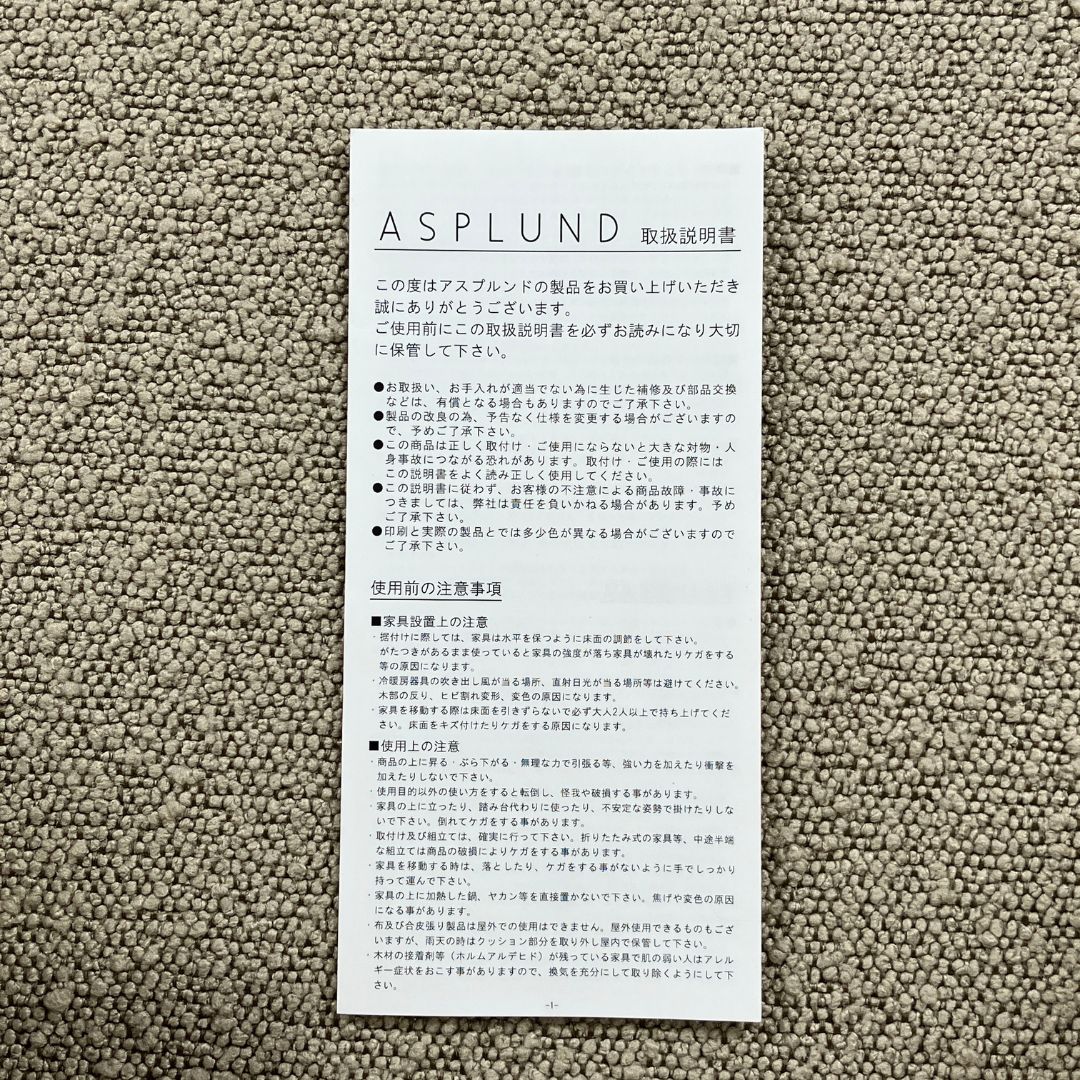 ASPLUND 取扱説明書
この度はアスプルンドの製品をお買い上げいただき
誠にありがとうございます。
ご使用前にこの取扱説明書を必ずお読みになり大切
に保管して下さい。
●お取扱い、お手入れが適当でない為に生じた補修及び部品交換
などは、有償となる場合もありますのでご了承下さい。
●製品の改良の為、予告なく仕様を変更する場合がございますの
で、予めご了承下さい。
●この商品は正しく取付け・ご使用にならないと大きな対物・人
身事故につながる恐れがあります。取付け・ご使用の際には
この説明書をよく読み正しく使用してください。
●この説明書に従わず、お客様の不注意による商品故障・事故に
つきましては、弊社は責任を負いかねる場合があります。予め
ご了承下さい。
●印刷と実際の製品とでは多少色が異なる場合がございますので
ご了承下さい。
使用前の注意事項
■家具設置上の注意
・据付けに際しては、家具は水平を保つように床面の調節をして下さい。
がたつきがあるまま使っていると家具の強度が落ち家具が壊れたりケガをする
等の原因になります。
・冷暖房器具の吹き出し風が当る場所、直射日光が当る場所等は避けてください。
木部の反り、ヒビ割れ変形、変色の原因になります。
・家具を移動する際は床面を引きずらないで必ず大人2人以上で持ち上げてくだ
さい。床面をキズ付けたりケガをする原因になります。
■使用上の注意
・商品の上に昇る・ぶら下がる・無理な力で引張る等、強い力を加えたり衝撃を
加えたりしないで下さい。
・使用目的以外の使い方をすると転倒し、怪我や破損する事があります。
・家具の上に立ったり、踏み台代わりに使ったり、不安定な姿勢で掛けたりしな
いで下さい。倒れてケガをする事があります。
・取付け及び組立ては、確実に行って下さい。折りたたみ式の家具等、中途半端
な組立ては商品の破損によりケガをする事があります。
・家具を移動する時は、落としたり、ケガをする事がないように手でしっかり
持って運んで下さい。
・家具の上に加熱した鍋、ヤカン等を直接置かないで下さい。焦げや変色の原因
になる事があります。
・布及び合皮張り製品は屋外での使用はできません。屋外使用できるものもござ
いますが、雨天の時はクッション部分を取り外し屋内で保管して下さい。
・木材の接着剤等（ホルムアルデヒド）が残っている家具で肌の弱い人はアレル
ギー症状をおこす事がありますので、換気を充分にして取り除くようにして下
さい。
-1-